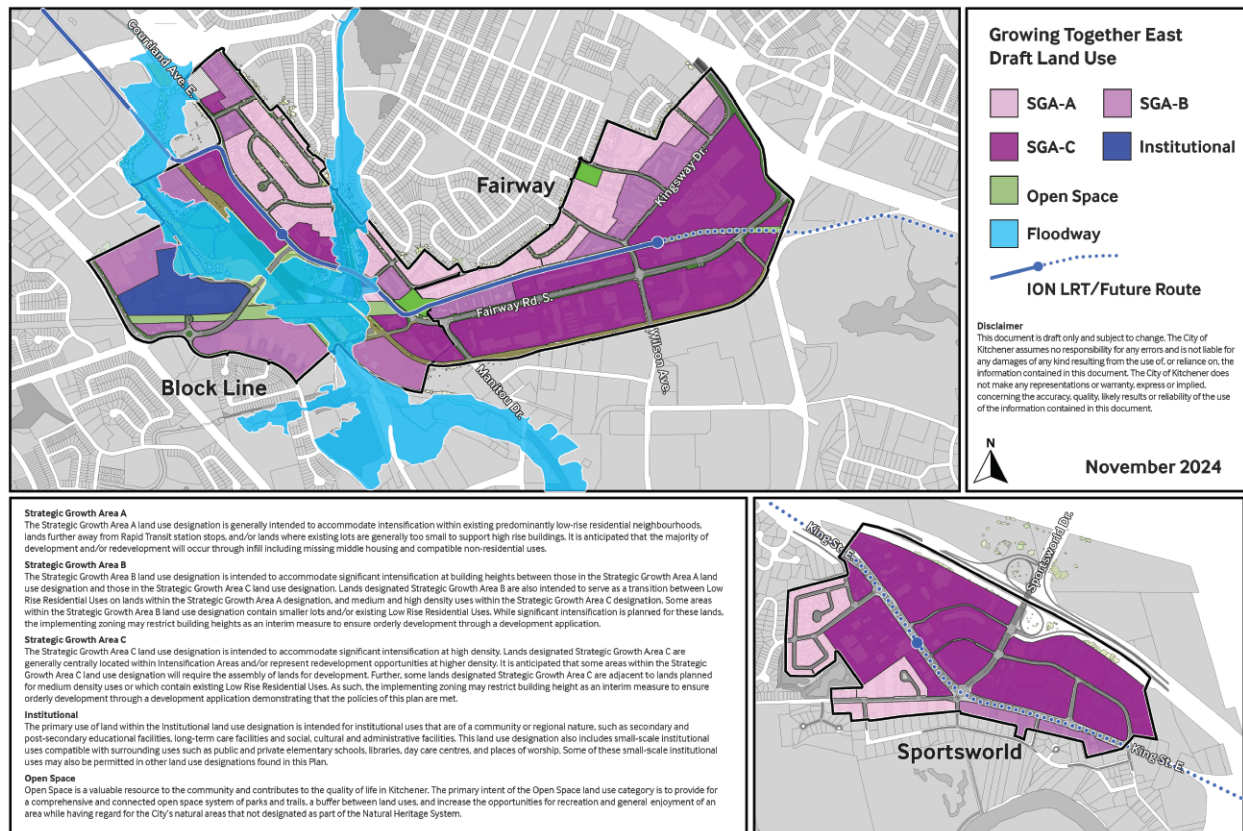 Courtland Ave. E.
Fairway
Kingsway Dr.
Fairway Rd. S.
Wilson Ave.
Manitou Dr.
Block Line
Growing Together East
Draft Land Use
SGA-A
SGA-B
SGA-C
Institutional
Open Space
Floodway
ION LRT/Future Route
Disclaimer
This document is draft only and subject to change. The City of
Kitchener assumes no responsibility for any errors and is not liable for
any damages of any kind resulting from the use of, or reliance on, the
information contained in this document. The City of Kitchener does
not make any representations or warranty, express or implied,
concerning the accuracy, quality, likely results or reliability of the use
of the information contained in this document.
N
November 2024
Strategic Growth Area A
The Strategic Growth Area A land use designation is generally intended to accommodate intensification within existing predominantly low-rise residential neighbourhoods,
lands further away from Rapid Transit station stops, and/or lands where existing lots are generally too small to support high rise buildings. It is anticipated that the majority of
development and/or redevelopment will occur through infill including missing middle housing and compatible non-residential uses.
Strategic Growth Area B
The Strategic Growth Area B land use designation is intended to accommodate significant intensification at building heights between those in the Strategic Growth Area A land
use designation and those in the Strategic Growth Area C land use designation. Lands designated Strategic Growth Area B are also intended to serve as a transition between Low
Rise Residential Uses on lands within the Strategic Growth Area A designation, and medium and high density uses within the Strategic Growth Area C designation. Some areas
within the Strategic Growth Area B land use designation contain smaller lots and/or existing Low Rise Residential Uses. While significant intensification is planned for these lands,
the implementing zoning may restrict building heights as an interim measure to ensure orderly development through a development application.
Strategic Growth Area C
The Strategic Growth Area C land use designation is intended to accommodate significant intensification at high density. Lands designated Strategic Growth Area C are
generally centrally located within Intensification Areas and/or represent redevelopment opportunities at higher density. It is anticipated that some areas within the Strategic
Growth Area C land use designation will require the assembly of lands for development. Further, some lands designated Strategic Growth Area C are adjacent to lands planned
for medium density uses or which contain existing Low Rise Residential Uses. As such, the implementing zoning may restrict building height as an interim measure to ensure
orderly development through a development application demonstrating that the policies of this plan are met.
Institutional
The primary use of land within the Institutional land use designation is intended for institutional uses that are of a community or regional nature, such as secondary and
post-secondary educational facilities, long-term care facilities and social, cultural and administrative facilities. This land use designation also includes small-scale institutional
uses compatible with surrounding uses such as public and private elementary schools, libraries, day care centres, and places of worship. Some of these small-scale institutional
uses may also be permitted in other land use designations found in this Plan.
Open Space
Open Space is a valuable resource to the community and contributes to the quality of life in Kitchener. The primary intent of the Open Space land use category is to provide for
a comprehensive and connected open space system of parks and trails, a buffer between land uses, and increase the opportunities for recreation and general enjoyment of an
area while having regard for the City's natural areas that not designated as part of the Natural Heritage System.
King St. E.
Sportsworld Dr.
Sportsworld
King St. E.